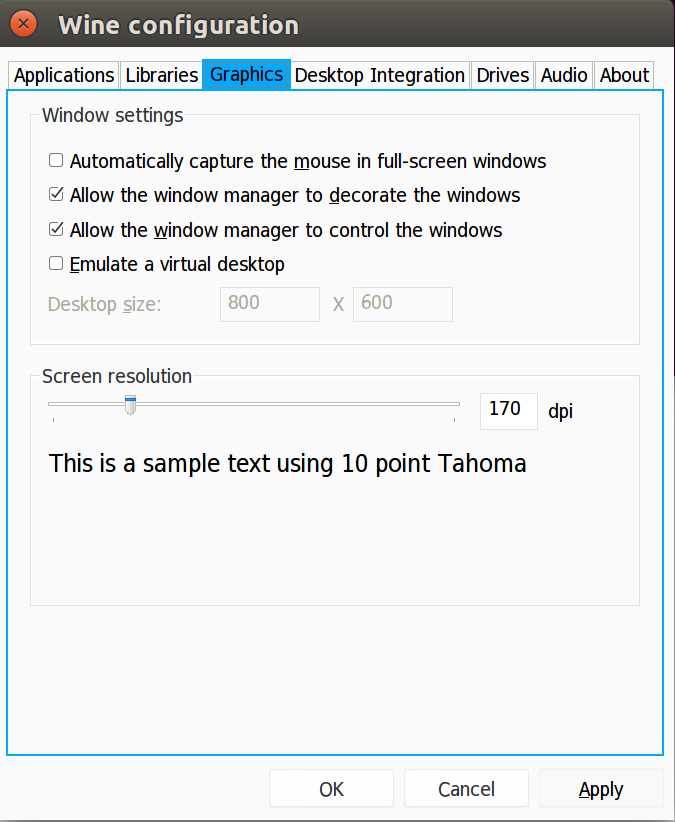 Wine configuration
Applications Libraries Graphics Desktop Integration Drives Audio About
Window settings
Automatically capture the mouse in full-screen windows
Allow the window manager to decorate the windows
Allow the window manager to control the windows
Emulate a virtual desktop
Desktop size: 800 X 600
Screen resolution
170 dpi
This is a sample text using 10 point Tahoma
OK Cancel Apply